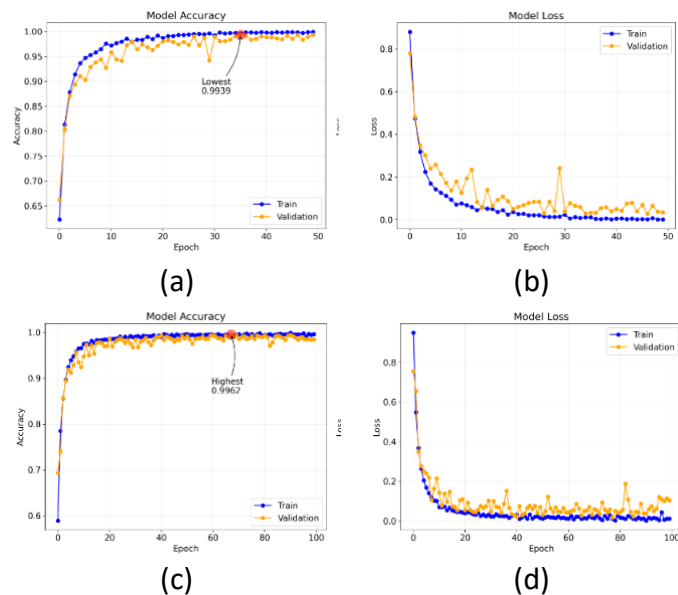 Model Accuracy
1.00
0.95
0.90
0.85
0.80
0.75
0.70
0.65
Accuracy
Lowest
0.9939
Train
Validation
0
10
20
30
40
50
Epoch
(a)
Model Loss
0.8
0.6
0.4
0.2
0.0
Loss
Train
Validation
0
10
20
30
40
50
Epoch
(b)
Model Accuracy
1.0
0.9
0.8
0.7
0.6
Accuracy
Highest
0.9962
Train
Validation
0
20
40
60
80
100
Epoch
(c)
Model Loss
0.8
0.6
0.4
0.2
0.0
Loss
Train
Validation
0
20
40
60
80
100
Epoch
(d)